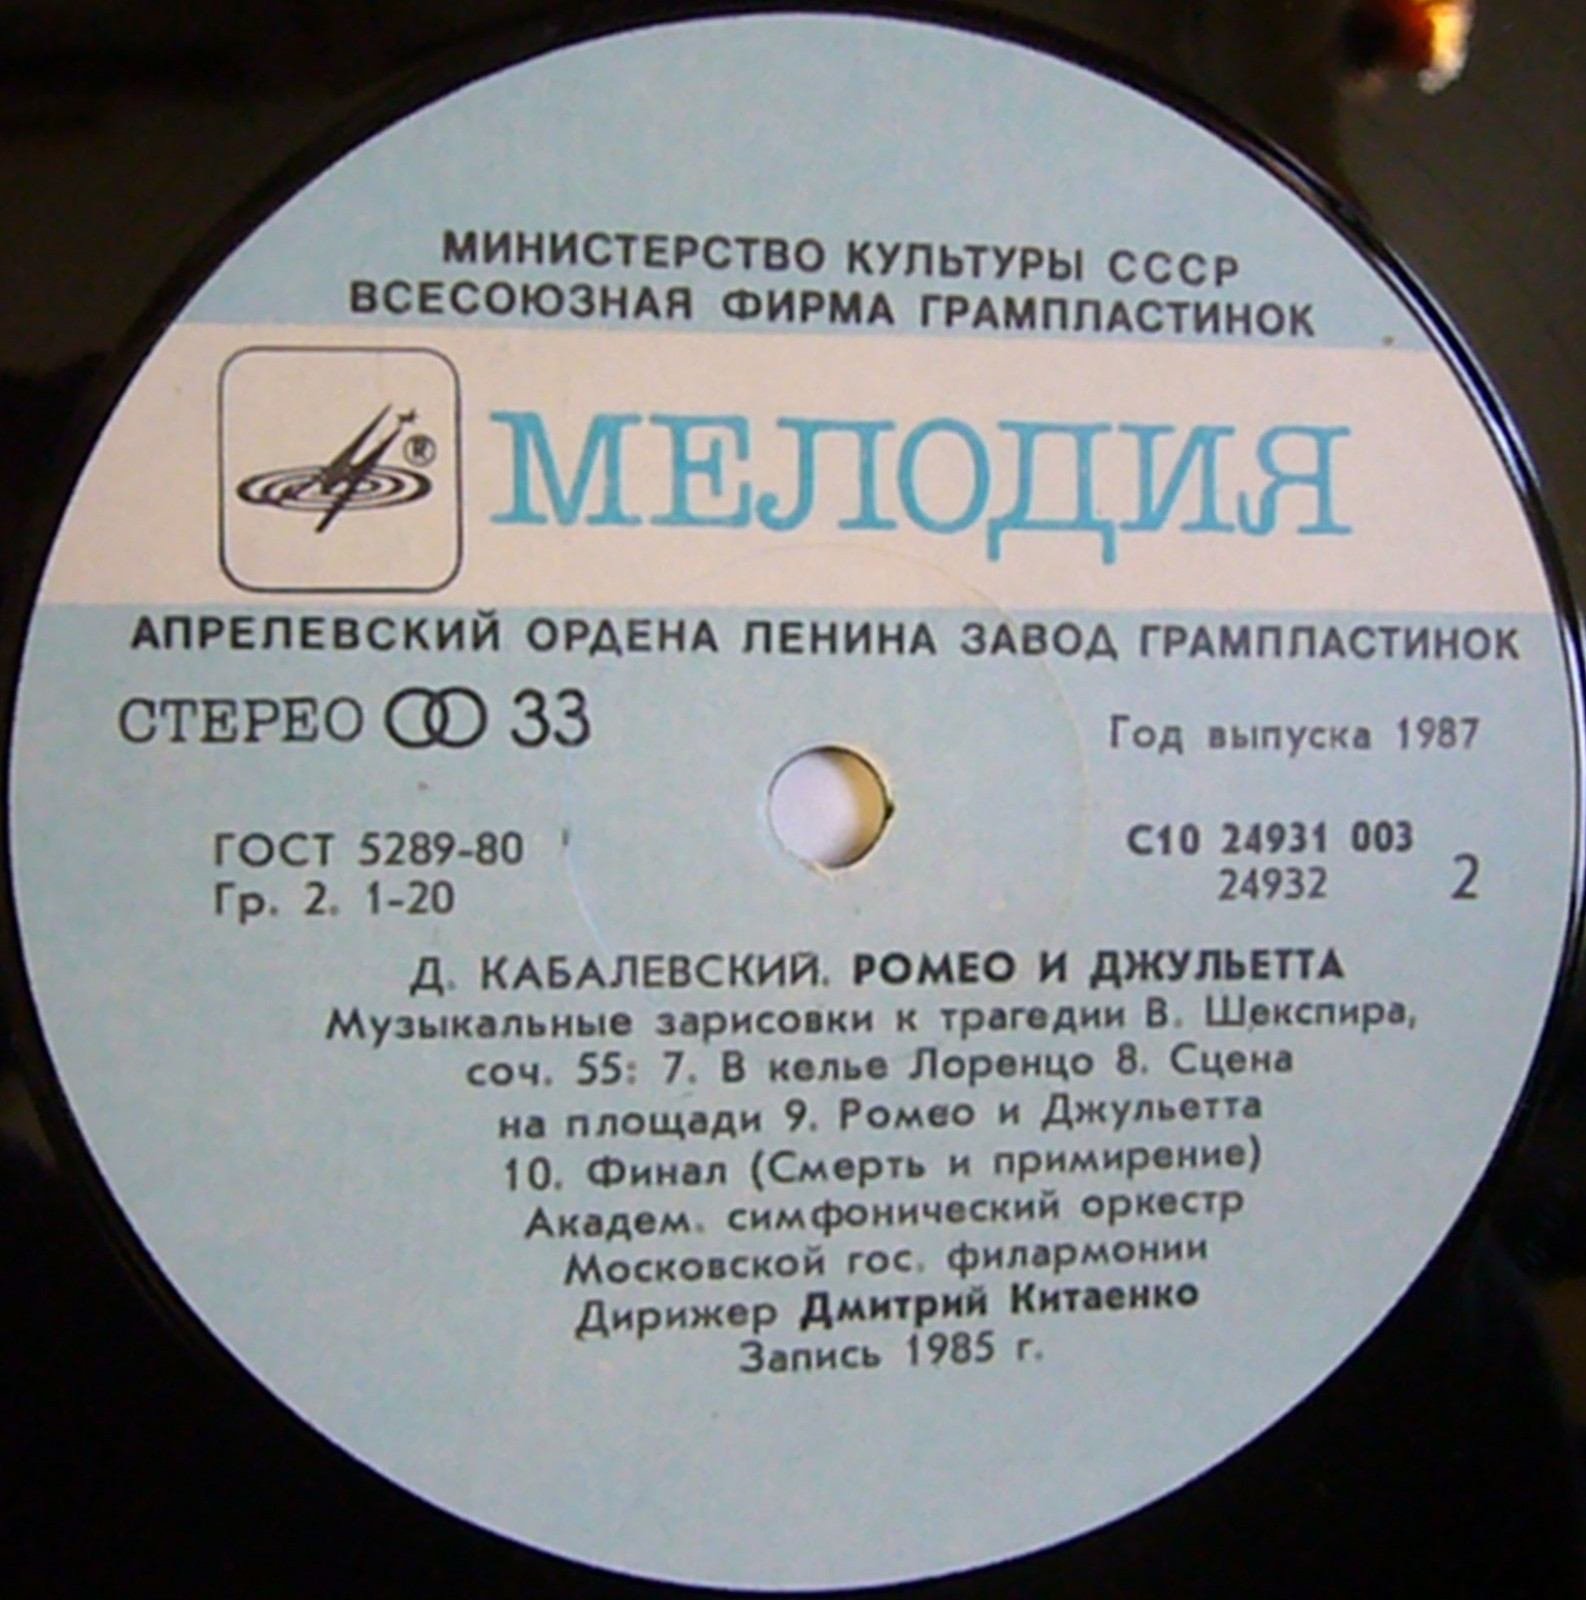 МИНИСТЕРСТВО КУЛЬТУРЫ СССР
ВСЕСОЮЗНАЯ ФИРМА ГРАМПЛАСТИНОК
® МЕЛОДИЯ
АПРЕЛЕВСКИЙ ОРДЕНА ЛЕНИНА ЗАВОД ГРАМПЛАСТИНОК
СТЕРЕО 33
Год выпуска 1987
ГОСТ 5289-80
Гр. 2. 1-20
С10 24931 003
24932 2
Д. КАБАЛЕВСКИЙ. РОМЕО И ДЖУЛЬЕТТА
Музыкальные зарисовки к трагедии В. Шекспира,
соч. 55: 7. В келье Лоренцо 8. Сцена
на площади 9. Ромео и Джульетта
10. Финал (Смерть и примирение)
Академ. симфонический оркестр
Московской гос. филармонии
Дирижер Дмитрий Китаенко
Запись 1985 г.